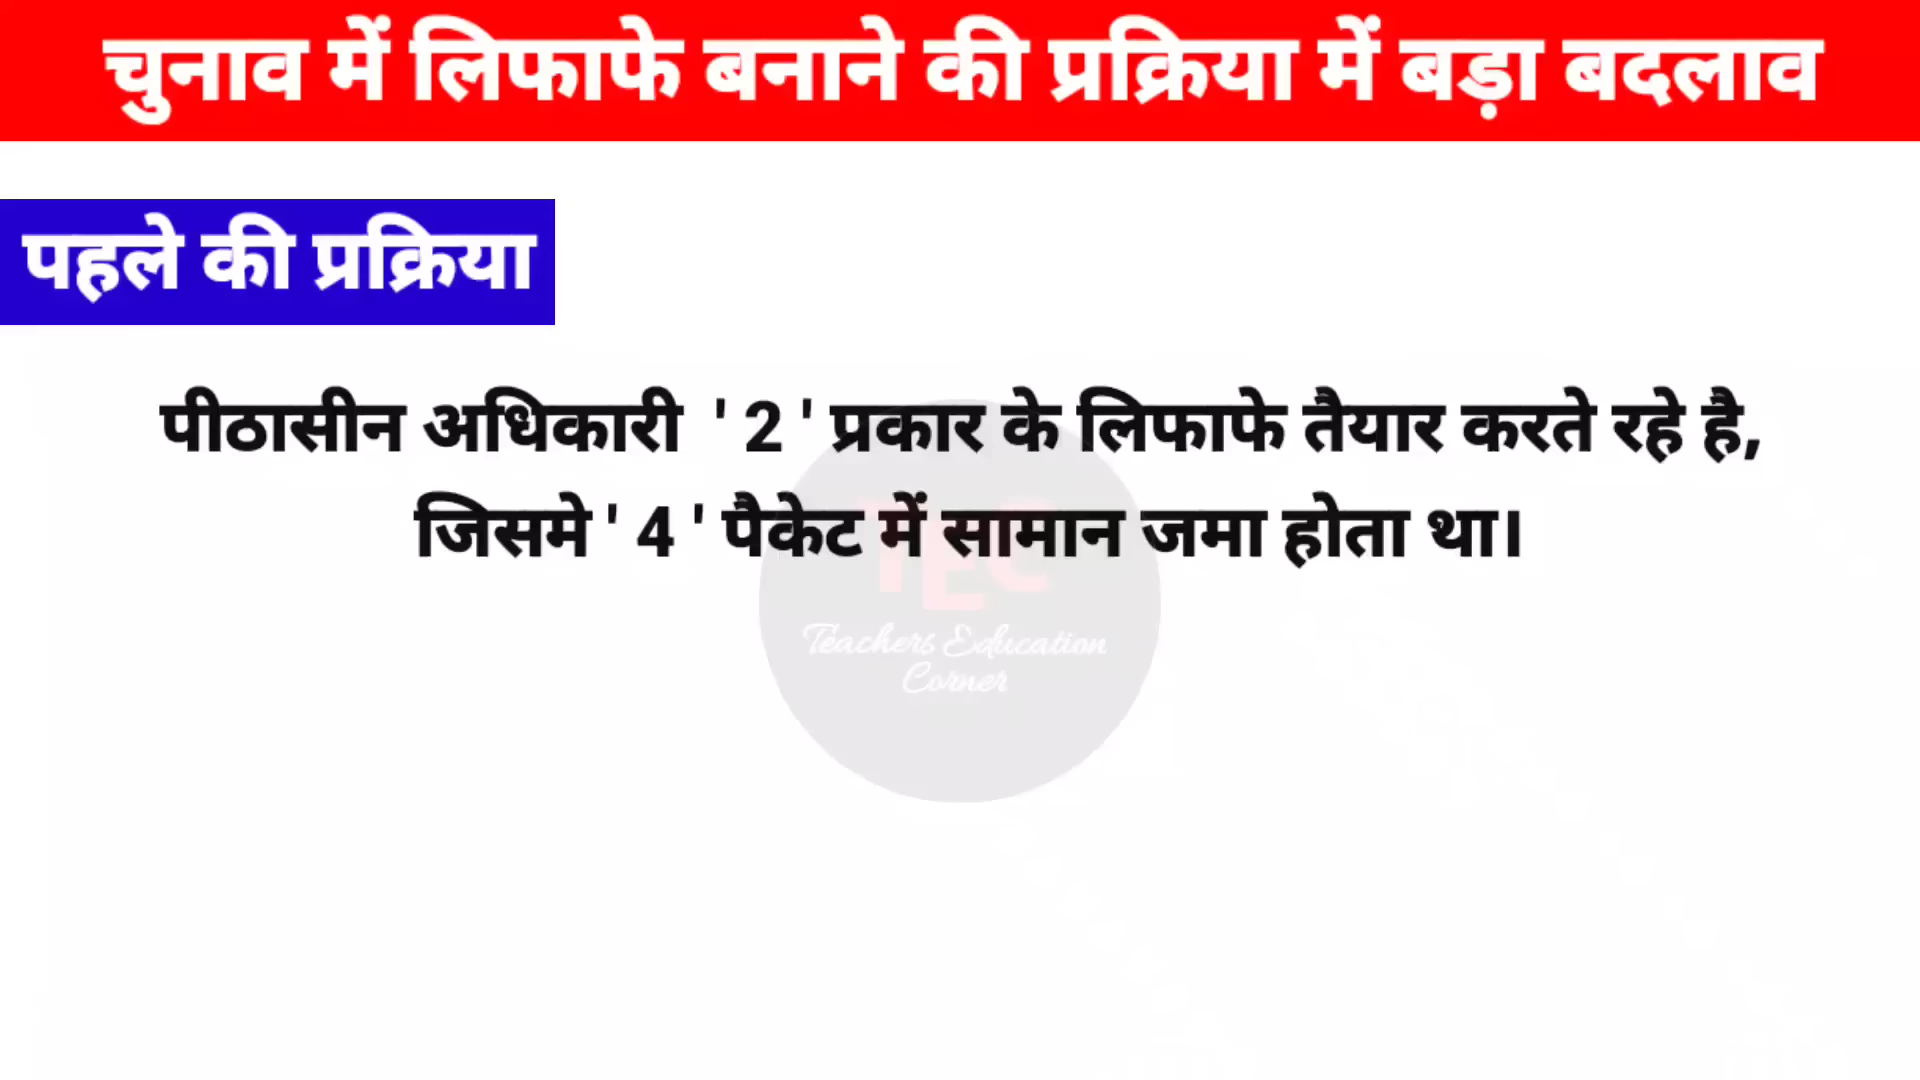 चुनाव में लिफाफे बनाने की प्रक्रिया में बड़ा बदलाव
पहले की प्रक्रिया
पीठासीन अधिकारी ' 2 ' प्रकार के लिफाफे तैयार करते रहे है,
जिसमे ' 4 ' पैकेट में सामान जमा होता था।
TEC
Teachers Education
Corner